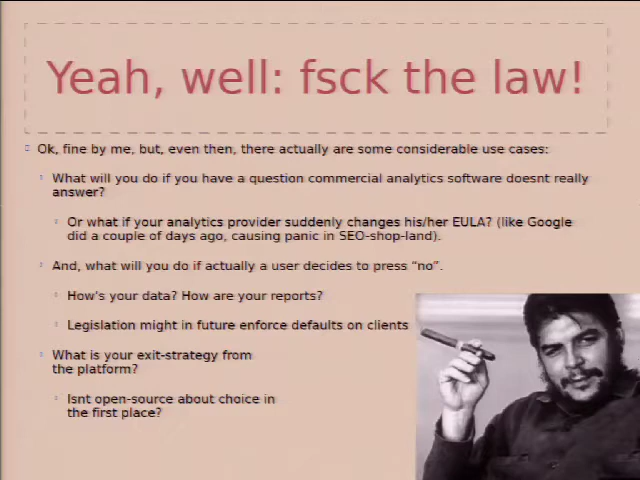 Yeah, well: fsck the law!
Ok, fine by me, but, even then, there actually are some considerable use cases:
What will you do if you have a question commercial analytics software doesnt really
answer?
Or what if your analytics provider suddenly changes his/her EULA? (like Google
did a couple of days ago, causing panic in SEO-shop-land).
And, what will you do if actually a user decides to press “no”.
How's your data? How are your reports?
Legislation might in future enforce defaults on clients
What is your exit-strategy from
the platform?
Isnt open-source about choice in
the first place?